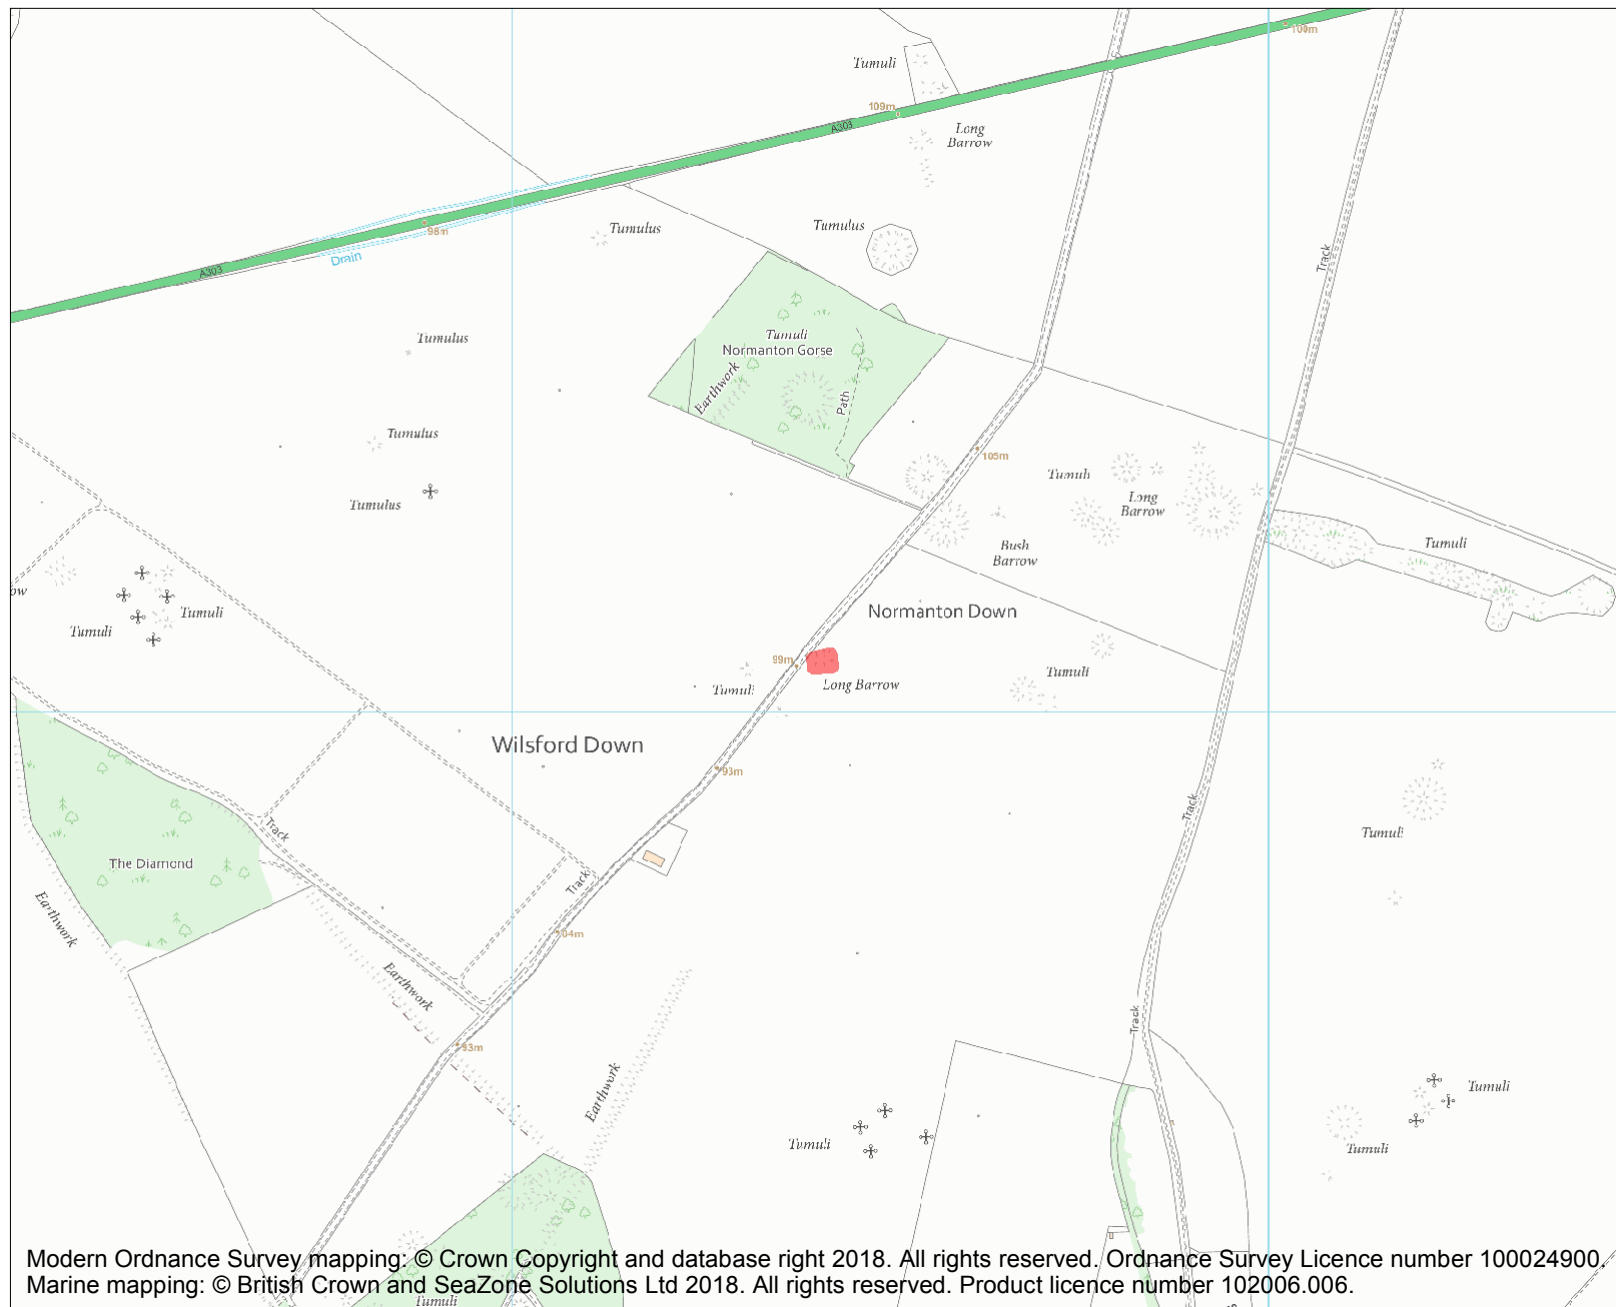 109m
Tumuli
109m
A303
Long
Barrow
Tumulus
Tumulus
98m
Drain
A303
Track
Tumulus
Tumuli
Normanton Gorse
Earthwork
Path
Tumulus
105m
Tumuli
Long
Barrow
Tumulus
Bush
Barrow
Tumuli
ow
Tumuli
Tumuli
Normanton Down
99m
Tumuli
Long Barrow
Tumuli
Wilsford Down
93m
Track
Track
Tumuli
The Diamond
Track
Earthwork
Earthwork
Track
93m
Earthwork
Tumuli
Tumuli
Tumuli
Modern Ordnance Survey mapping: © Crown Copyright and database right 2018. All rights reserved. Ordnance Survey Licence number 100024900.
Marine mapping: © British Crown and SeaZone Solutions Ltd 2018. All rights reserved. Product licence number 102006.006.
Tumuli